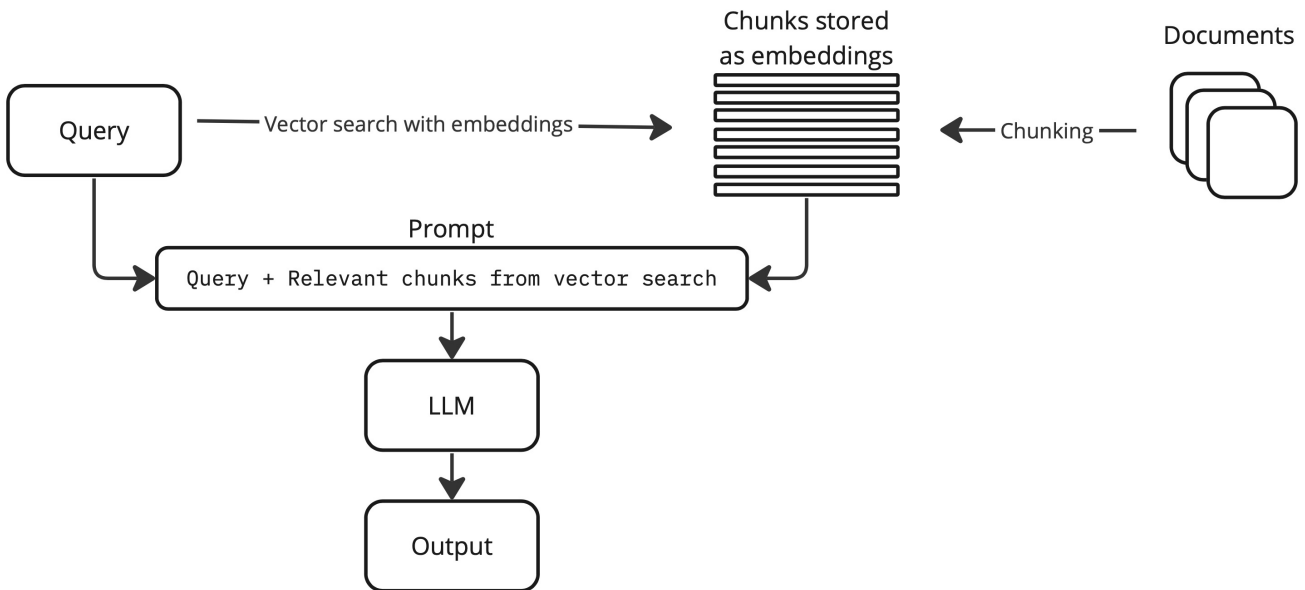 Chunks stored
as embeddings
Documents
Query
Vector search with embeddings
Chunking
Prompt
Query + Relevant chunks from vector search
LLM
Output